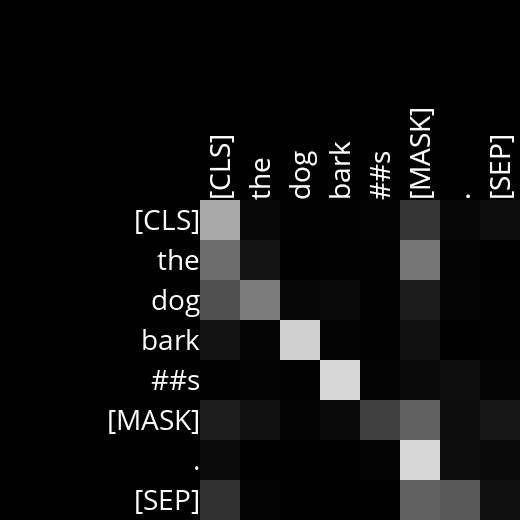 [CLS] the dog bark ##s [MASK] . [SEP]
[CLS]
the
dog
bark
##s
[MASK]
.
[SEP]